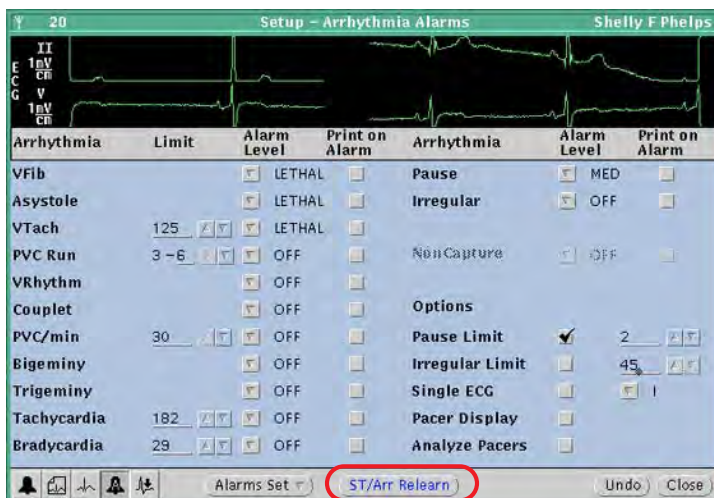 20 Setup - Arrhythmia Alarms Shelly F Phelps
II
E 1mV
C cm
G V
1mV
cm
Arrhythmia Limit Alarm Level Print on Alarm Arrhythmia Alarm Level Print on Alarm
VFib LETHAL Pause MED
Asystole LETHAL Irregular OFF
VTach 125 LETHAL
PVC Run 3-6 OFF NonCapture OFF
VRhythm OFF
Couplet OFF Options
PVC/min 30 OFF Pause Limit 2
Bigeminy OFF Irregular Limit 45
Trigeminy OFF Single ECG I
Tachycardia 182 OFF Pacer Display
Bradycardia 29 OFF Analyze Pacers
A Alarms Set ST/Arr Relearn Undo Close